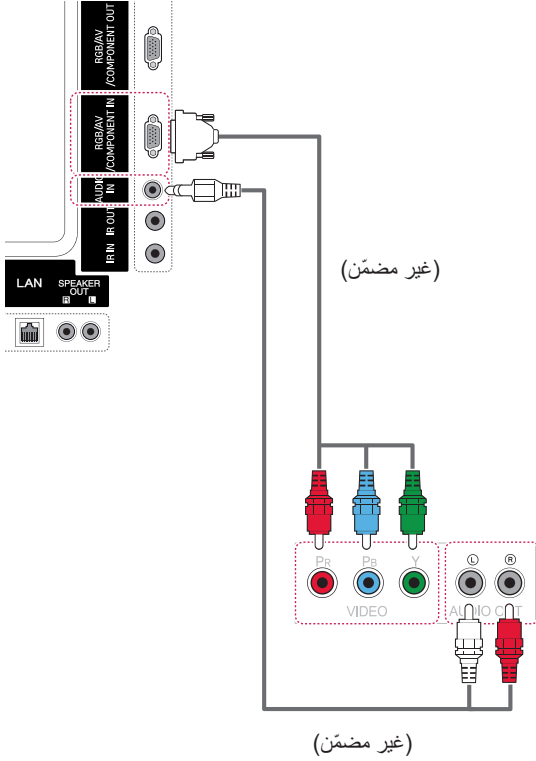 RGB/AV
/COMPONENT OUT
RGB/AV
/COMPONENT IN
AUDIO
IN
IR OUT
IR IN
LAN
SPEAKER
OUT
R L
(غير مضمّن)
PR PB Y
VIDEO
L R
AUDIO OUT
(غير مضمّن)